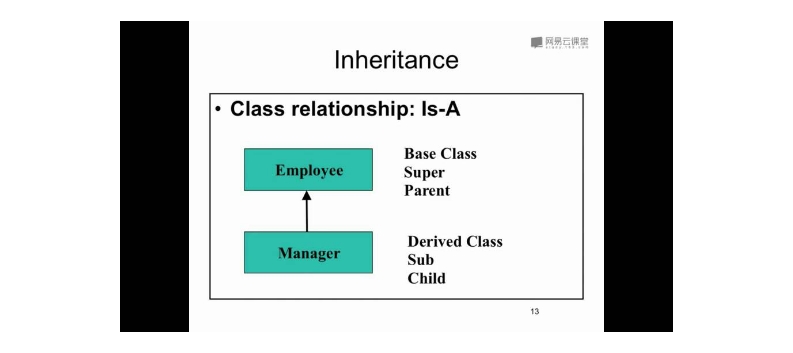 网易云课堂
Inheritance
• Class relationship: Is-A
Employee
Base Class
Super
Parent
Manager
Derived Class
Sub
Child
13